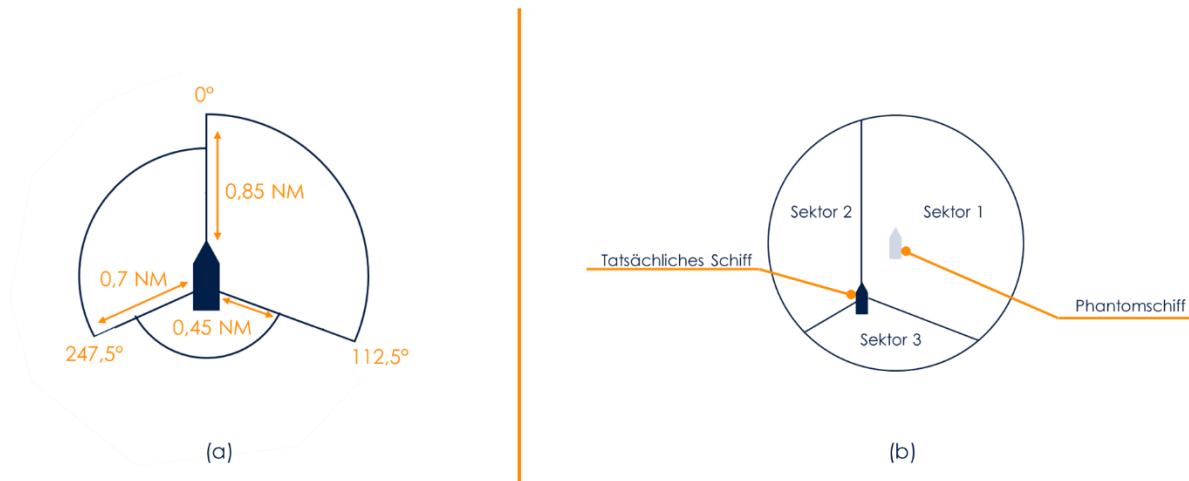 0°
0,85 NM
0,7 NM
0,45 NM
247,5°
112,5°
(a)
Sektor 2
Sektor 1
Tatsächliches Schiff
Phantomschiff
Sektor 3
(b)